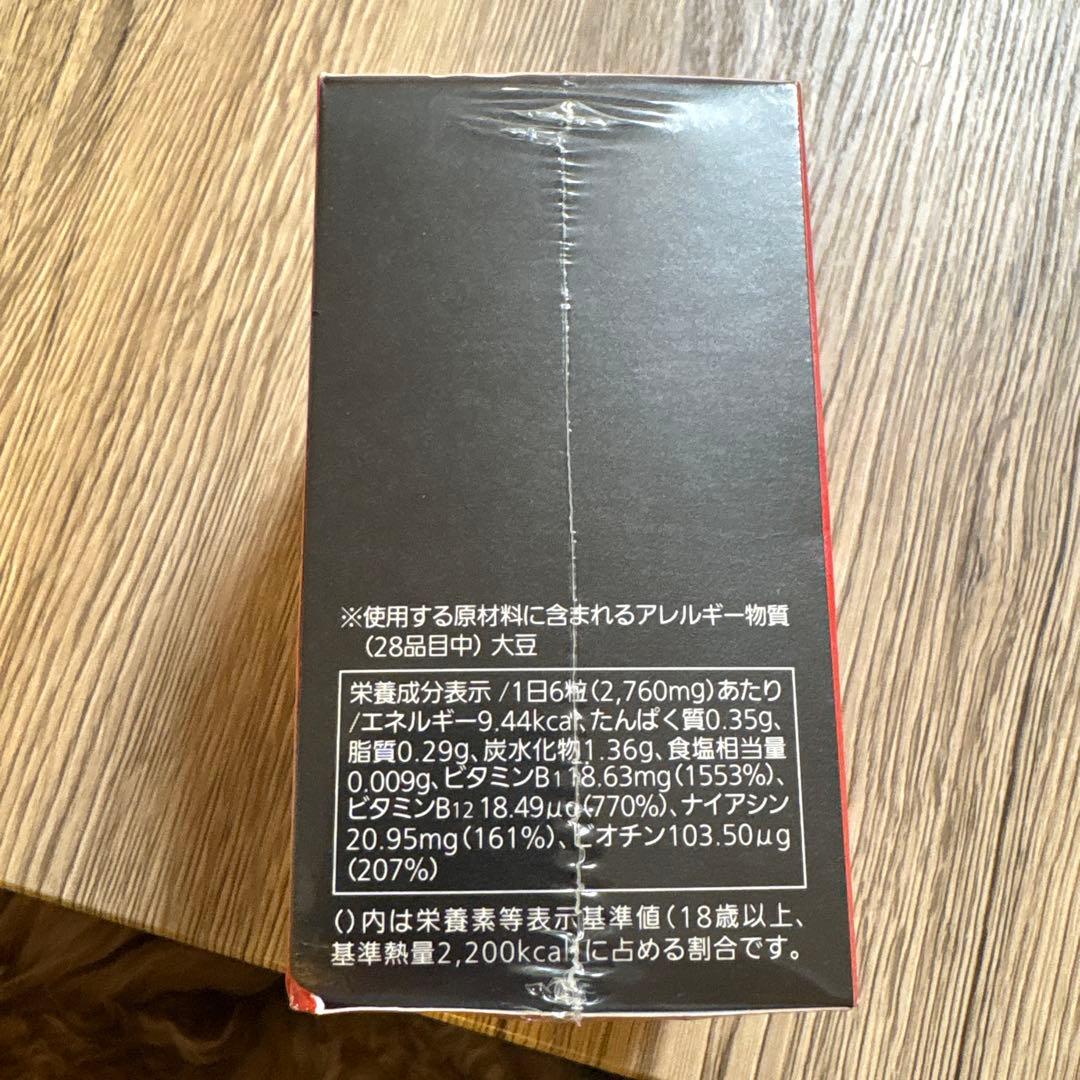 ※使用する原材料に含まれるアレルギー物質
(28品目中) 大豆
栄養成分表示 /1日6粒(2,760mg)あたり
/エネルギー9.44kcal、たんぱく質0.35g、
脂質0.29g、炭水化物1.36g、食塩相当量
0.009g、ビタミンB1 18.63mg(1553%)、
ビタミンB12 18.49μg(770%)、ナイアシン
20.95mg(161%)、ビオチン103.50μg
(207%)
()内は栄養素等表示基準値(18歳以上、
基準熱量2,200kcal)に占める割合です。